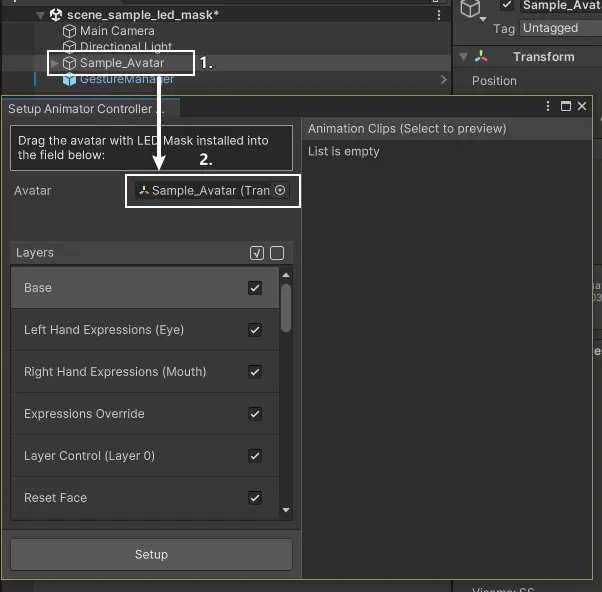 scene_sample_led_mask*
Main Camera
Directional Light
Sample_Avatar
1.
GestureManager
Sample_Avata
Tag Untagged
Transform
Position
Setup Animator Controller ...
Drag the avatar with LED Mask installed into
the field below:
2.
Avatar
Sample_Avatar (Tran
Layers
Base
Left Hand Expressions (Eye)
Right Hand Expressions (Mouth)
Expressions Override
Layer Control (Layer 0)
Reset Face
Setup
Animation Clips (Select to preview)
List is empty